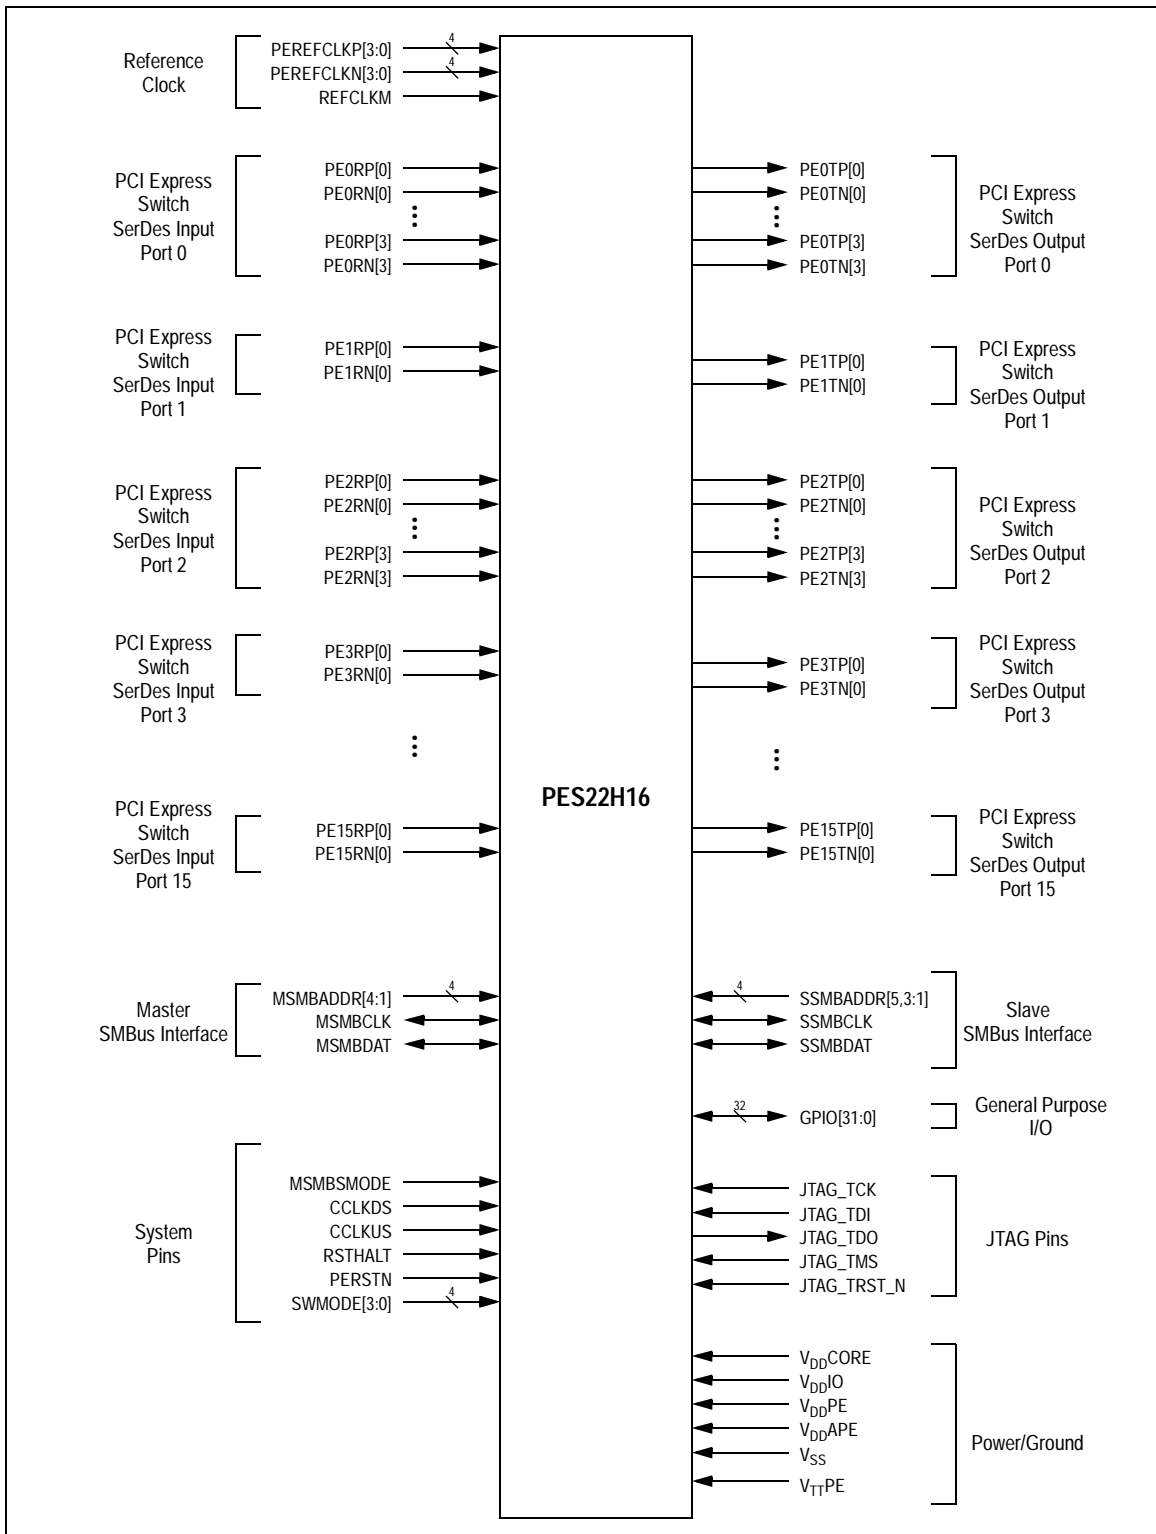 Reference
Clock
PEREFCLKP[3:0]
4
PEREFCLKN[3:0]
4
REFCLKM
PCI Express
Switch
SerDes Input
Port 0
PE0RP[0]
PE0RN[0]
PE0RP[3]
PE0RN[3]
PE0TP[0]
PE0TN[0]
PE0TP[3]
PE0TN[3]
PCI Express
Switch
SerDes Output
Port 0
PCI Express
Switch
SerDes Input
Port 1
PE1RP[0]
PE1RN[0]
PE1TP[0]
PE1TN[0]
PCI Express
Switch
SerDes Output
Port 1
PCI Express
Switch
SerDes Input
Port 2
PE2RP[0]
PE2RN[0]
PE2RP[3]
PE2RN[3]
PE2TP[0]
PE2TN[0]
PE2TP[3]
PE2TN[3]
PCI Express
Switch
SerDes Output
Port 2
PCI Express
Switch
SerDes Input
Port 3
PE3RP[0]
PE3RN[0]
PE3TP[0]
PE3TN[0]
PCI Express
Switch
SerDes Output
Port 3
PES22H16
PCI Express
Switch
SerDes Input
Port 15
PE15RP[0]
PE15RN[0]
PE15TP[0]
PE15TN[0]
PCI Express
Switch
SerDes Output
Port 15
Master
SMBus Interface
MSMBADDR[4:1]
4
MSMBCLK
MSMBDAT
4
SSMBADDR[5,3:1]
SSMBCLK
SSMBDAT
Slave
SMBus Interface
32
GPIO[31:0]
General Purpose
I/O
System
Pins
MSMBSMODE
CCLKDS
CCLKUS
RSTHALT
PERSTN
SWMODE[3:0]
4
JTAG_TCK
JTAG_TDI
JTAG_TDO
JTAG_TMS
JTAG_TRST_N
JTAG Pins
VDDCORE
VDDIO
VDDPE
VDDAPE
VSS
VTTPE
Power/Ground